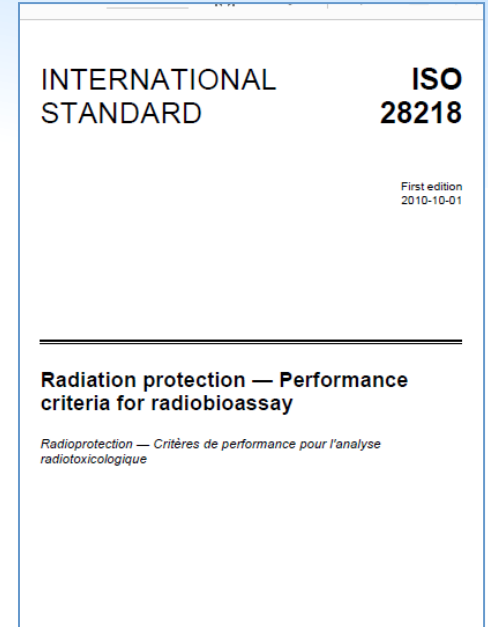 INTERNATIONAL ISO
STANDARD 28218
First edition
2010-10-01
Radiation protection — Performance
criteria for radiobioassay
Radioprotection — Critères de performance pour l'analyse
radiotoxicologique